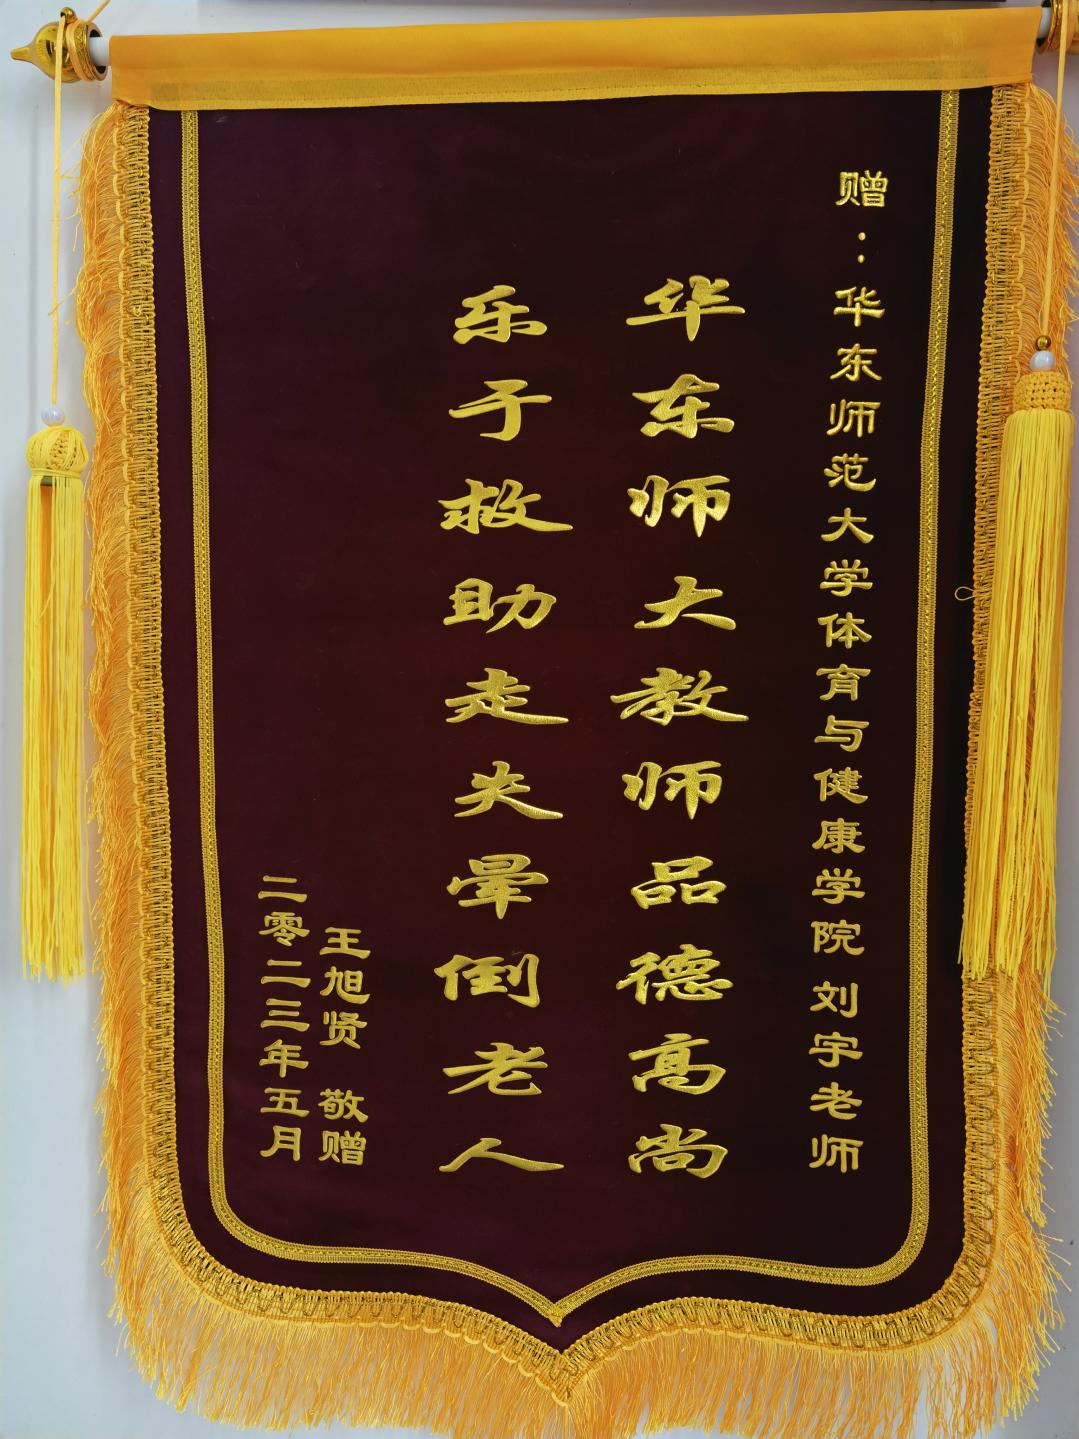 赠：华东师范大学体育与健康学院 刘宇老师
华东师大教师品德高尚
乐于救助走失晕倒老人
王旭贤 敬赠
二零二三年五月